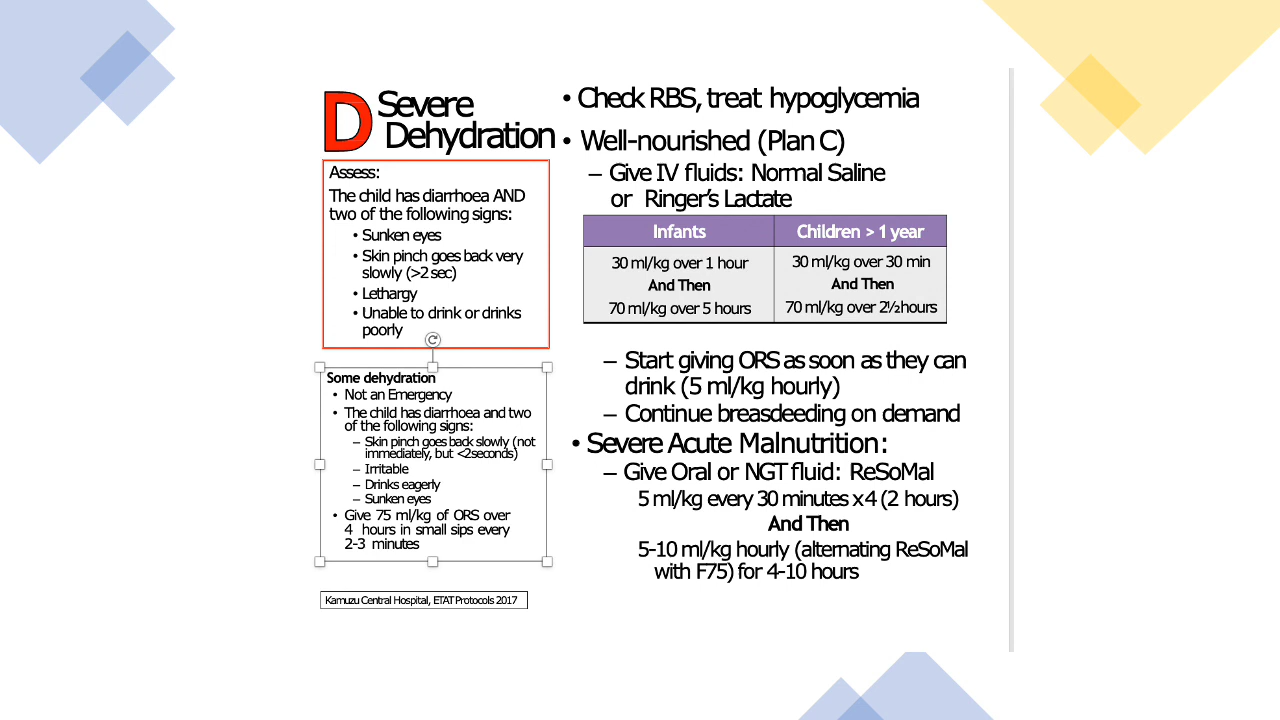 D Severe
Dehydration
Assess:
The child has diarrhoea AND
two of the following signs:
• Sunken eyes
• Skin pinch goes back very
slowly (>2 sec)
• Lethargy
• Unable to drink or drinks
poorly
Some dehydration
• Not an Emergency
• The child has diarrhoea and two
of the following signs:
– Skin pinch goes back slowly (not
immediately, but <2seconds)
– Irritable
– Drinks eagerly
– Sunken eyes
• Give 75 ml/kg of ORS over
4 hours in small sips every
2-3 minutes
Kamuzu Central Hospital, ETAT Protocols 2017
• Check RBS, treat hypoglycemia
• Well-nourished (Plan C)
– Give IV fluids: Normal Saline
or Ringer's Lactate
Infants Children > 1 year
30 ml/kg over 1 hour 30 ml/kg over 30 min
And Then And Then
70 ml/kg over 5 hours 70 ml/kg over 2½hours
– Start giving ORS as soon as they can
drink (5 ml/kg hourly)
– Continue breasdeeding on demand
• Severe Acute Malnutrition:
– Give Oral or NGT fluid: ReSoMal
5 ml/kg every 30 minutes x 4 (2 hours)
And Then
5-10 ml/kg hourly (alternating ReSoMal
with F75) for 4-10 hours